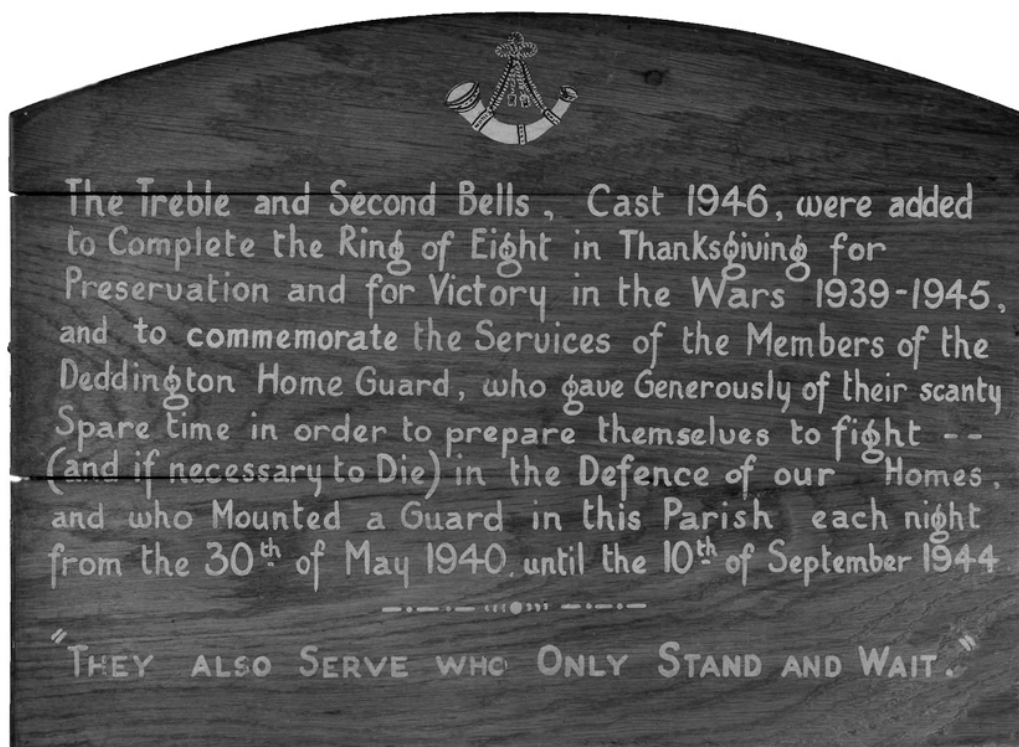 The Treble and Second Bells, Cast 1946, were added
to Complete the Ring of Eight in Thanksgiving for
Preservation and for Victory in the Wars 1939-1945,
and to commemorate the Services of the Members of the
Deddington Home Guard, who gave Generously of their scanty
Spare time in order to prepare themselves to fight --
(and if necessary to Die) in the Defence of our Homes,
and who Mounted a Guard in this Parish each night
from the 30th of May 1940, until the 10th of September 1944
"THEY ALSO SERVE WHO ONLY STAND AND WAIT."